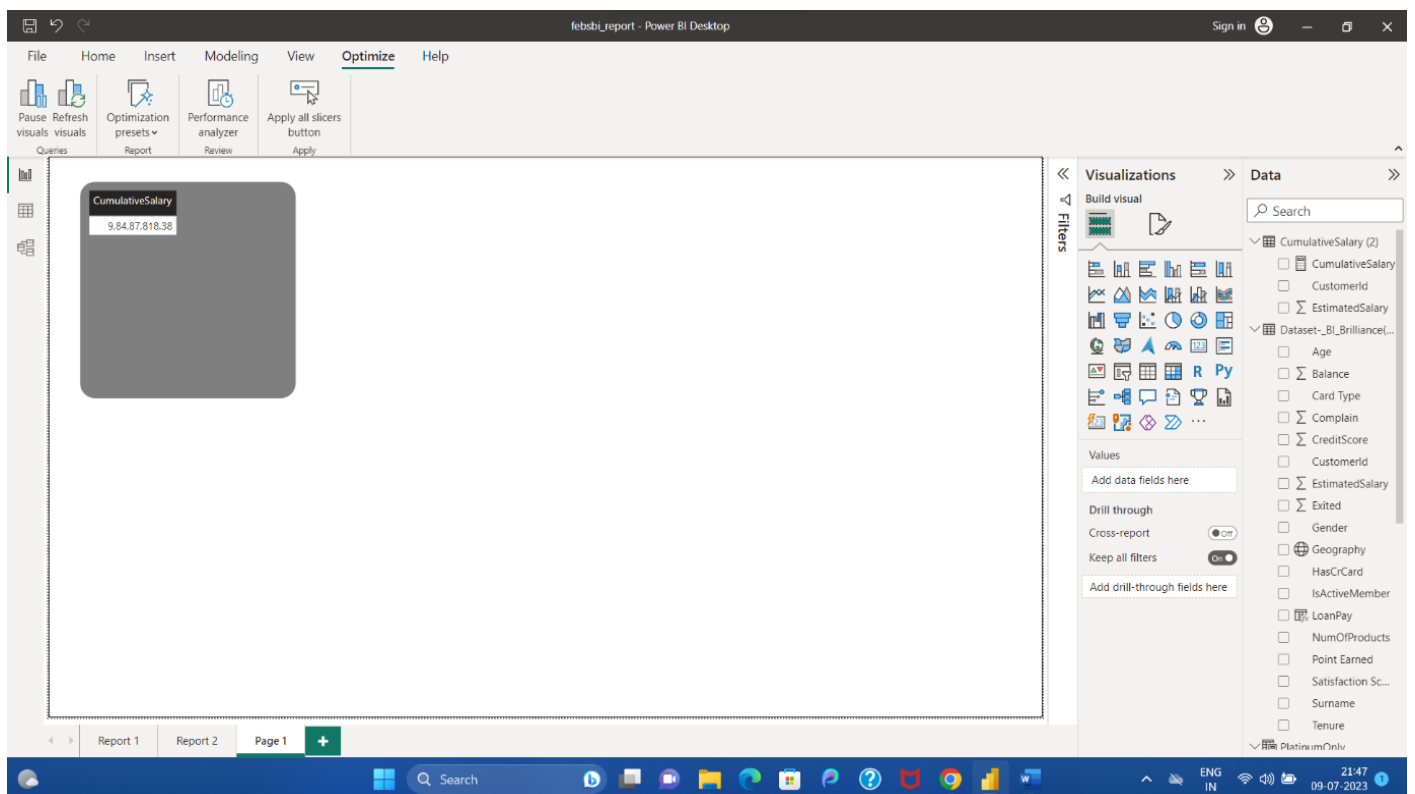 febsbi_report - Power BI Desktop
Sign in
File Home Insert Modeling View Optimize Help
Pause visuals
Refresh visuals
Optimization presets
Performance analyzer
Apply all slicers button
Queries
Report
Review
Apply
CumulativeSalary
9,84,87,818.38
Filters
Visualizations
Build visual
123
R
Py
Values
Add data fields here
Drill through
Cross-report
Off
Keep all filters
On
Add drill-through fields here
Data
Search
CumulativeSalary (2)
CumulativeSalary
CustomerId
EstimatedSalary
Dataset-_BI_Brilliance(...
Age
Balance
Card Type
Complain
CreditScore
CustomerId
EstimatedSalary
Exited
Gender
Geography
HasCrCard
IsActiveMember
LoanPay
NumOfProducts
Point Earned
Satisfaction Sc...
Surname
Tenure
PlatinumOnly
Report 1
Report 2
Page 1
Search
ENG
IN
21:47
09-07-2023
1